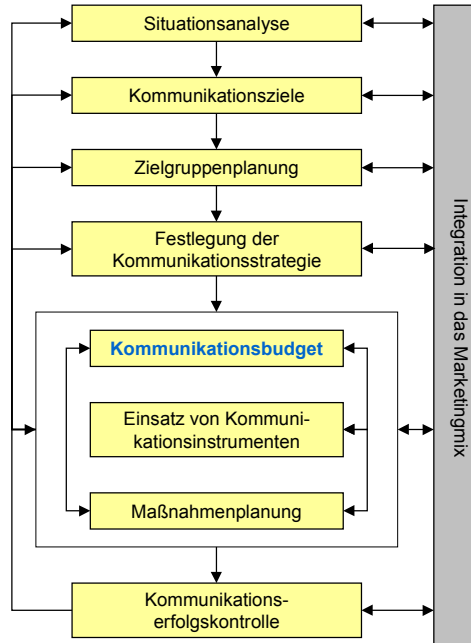 Situationsanalyse
Kommunikationsziele
Zielgruppenplanung
Festlegung der
Kommunikationsstrategie
Kommunikationsbudget
Einsatz von Kommuni-
kationsinstrumenten
Maßnahmenplanung
Kommunikations-
erfolgskontrolle
Integration in das Marketingmix